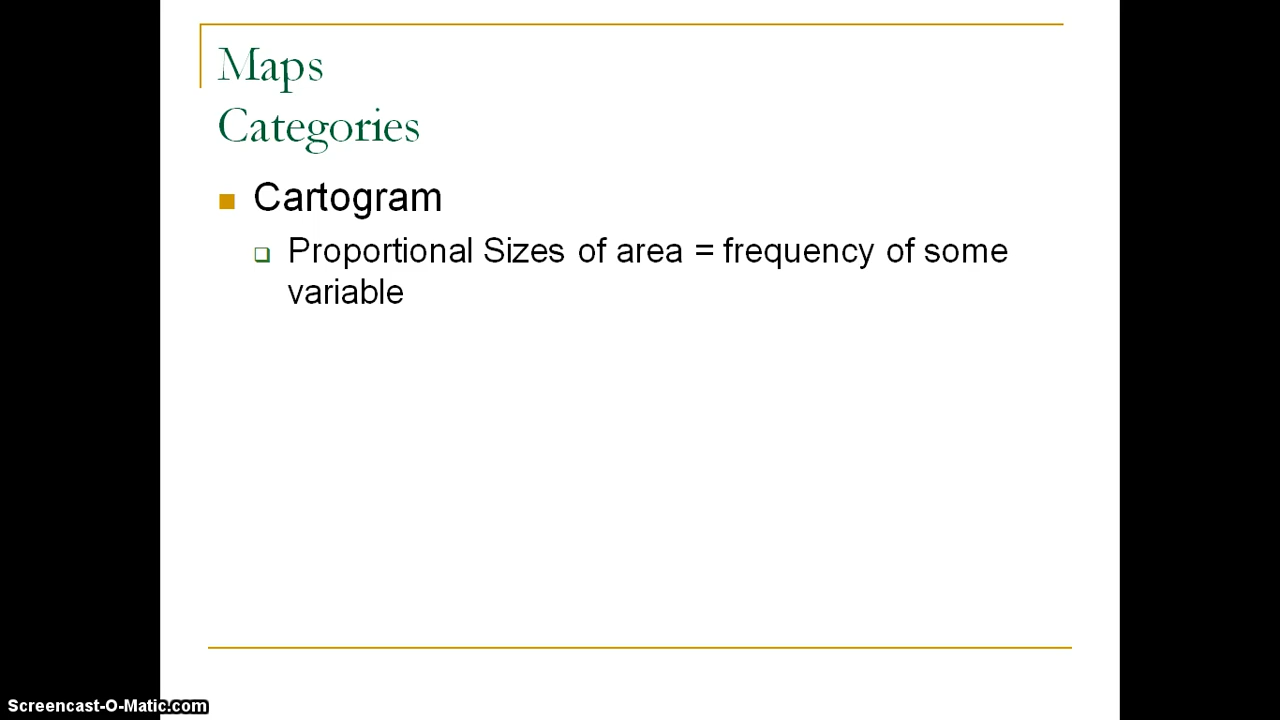 Maps
Categories
Cartogram
Proportional Sizes of area = frequency of some
variable
Screencast-O-Matic.com